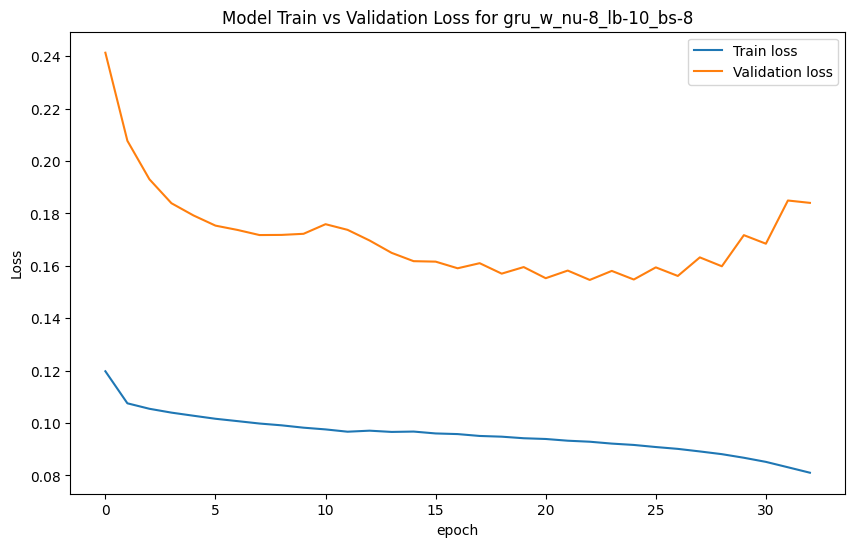 Model Train vs Validation Loss for gru_w_nu-8_lb-10_bs-8
Train loss
Validation loss
0.24
0.22
0.20
0.18
0.16
0.14
0.12
0.10
0.08
Loss
0 5 10 15 20 25 30
epoch